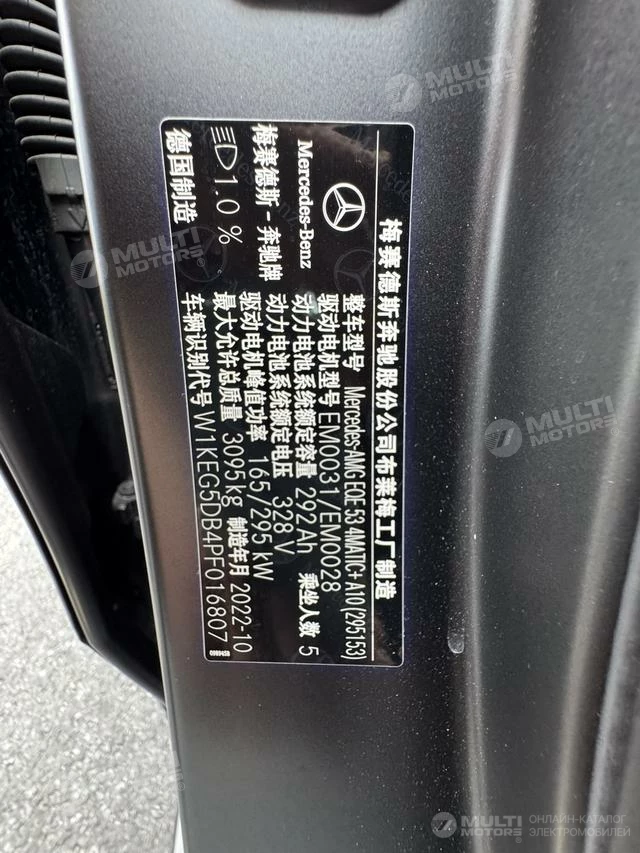 梅赛德斯奔驰股份公司布莱梅工厂制造
Mercedes-Benz
整车型号 Mercedes-AMG EQE 53 4MATIC+ A10 (295153)
驱动电机型号 EM0031/EM0028
动力电池系统额定容量 292Ah 乘坐人数 5
动力电池系统额定电压 328 V
驱动电机峰值功率 165/295 kW
最大允许总质量 3095kg 制造年月 2022-10
车辆识别代号 W1KEG5DB4PF016807
1.0 %
梅赛德斯-奔驰牌
德国制造
MULTI MOTORS
MULTI MOTORS
MULTI MOTORS
MULTI MOTORS
ОНЛАЙН-КАТАЛОГ
ЭЛЕКТРОМОБИЛЕЙ